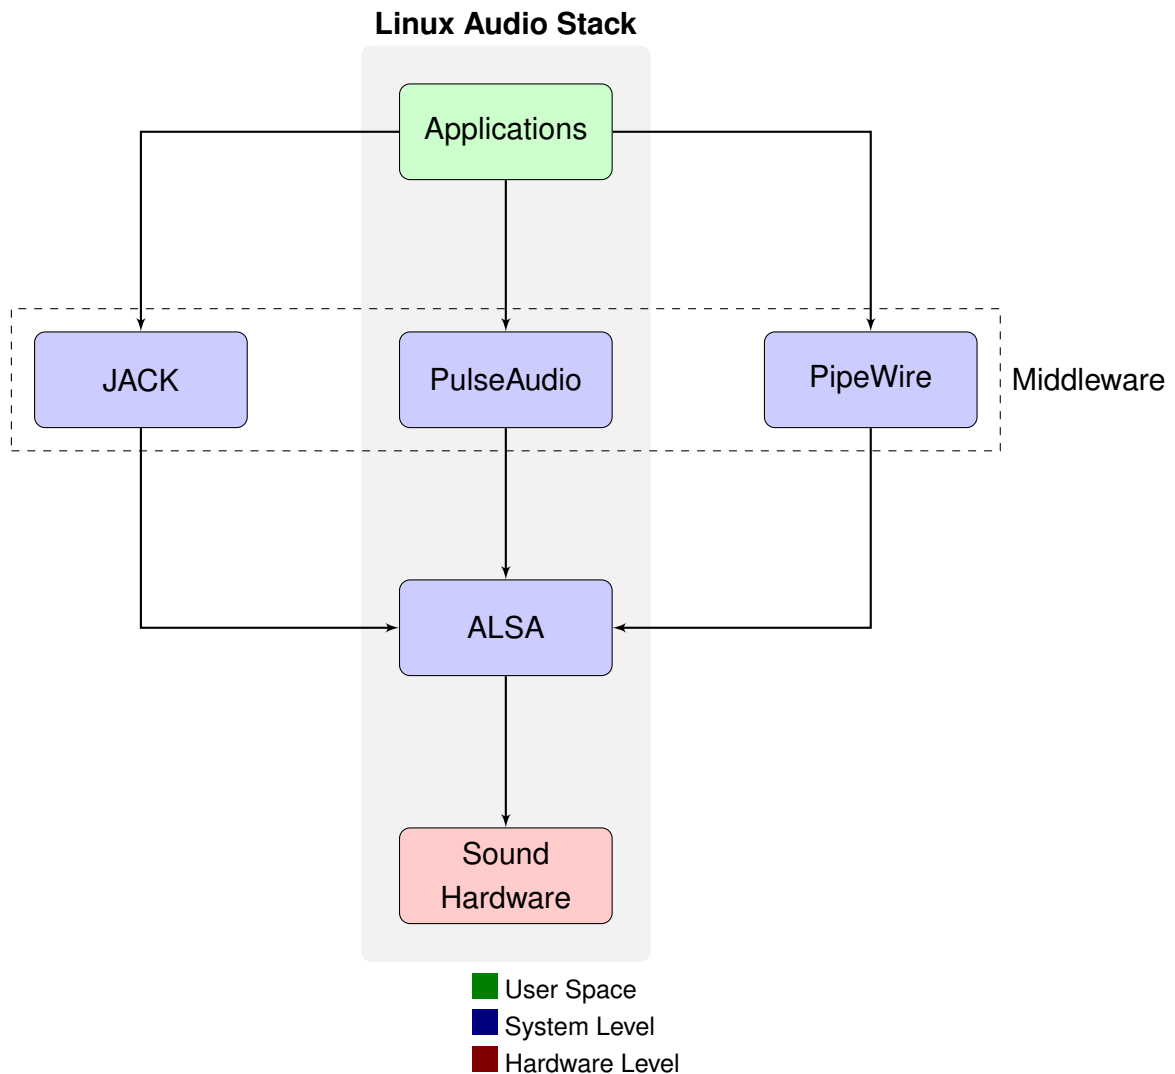 Linux Audio Stack
Applications
JACK
PulseAudio
PipeWire
Middleware
ALSA
Sound
Hardware
User Space
System Level
Hardware Level